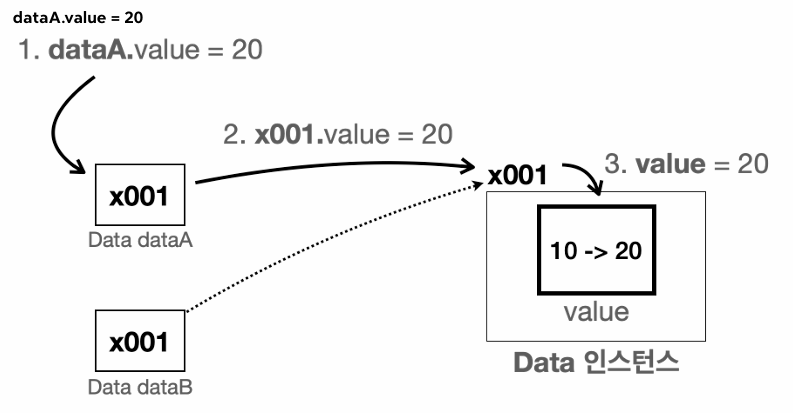 dataA.value = 20
1. dataA.value = 20
2. x001.value = 20
x001
3. value = 20
x001
Data dataA
10 -> 20
value
x001
Data dataB
Data 인스턴스